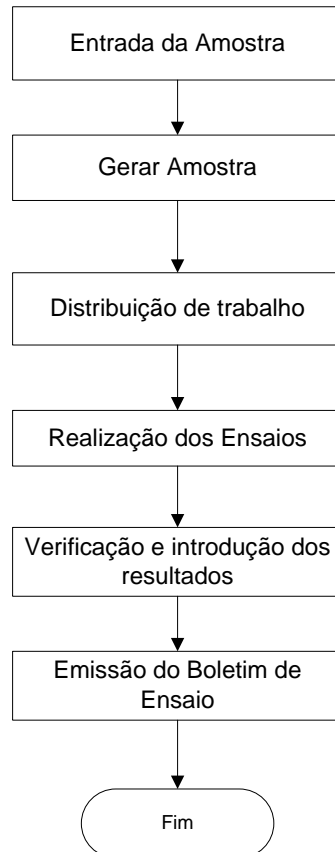 Entrada da Amostra
Gerar Amostra
Distribuição de trabalho
Realização dos Ensaios
Verificação e introdução dos
resultados
Emissão do Boletim de
Ensaio
Fim